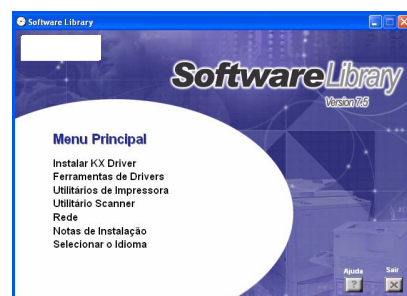 Software Library
SoftwareLibrary
Version 7.5
Menu Principal
Instalar KX Driver
Ferramentas de Drivers
Utilitários de Impressora
Utilitário Scanner
Rede
Notas de Instalação
Selecionar o Idioma
Ajuda
Sair
?